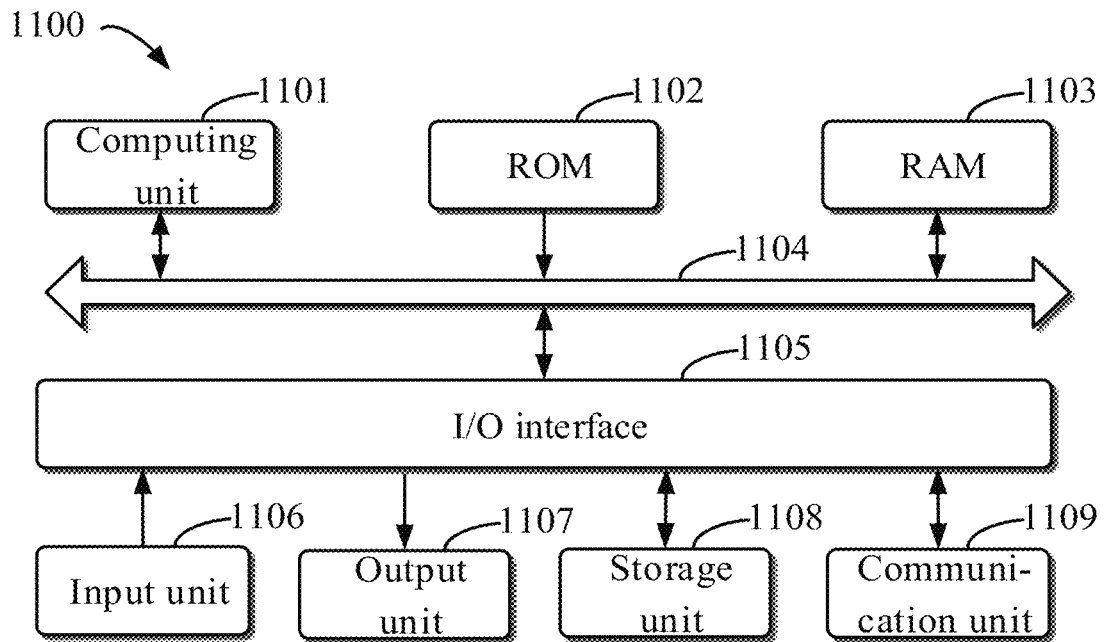 1100
1101
1102
1103
Computing
unit
ROM
RAM
1104
1105
I/O interface
1106
1107
1108
1109
Input unit
Output
unit
Storage
unit
Communi-
cation unit